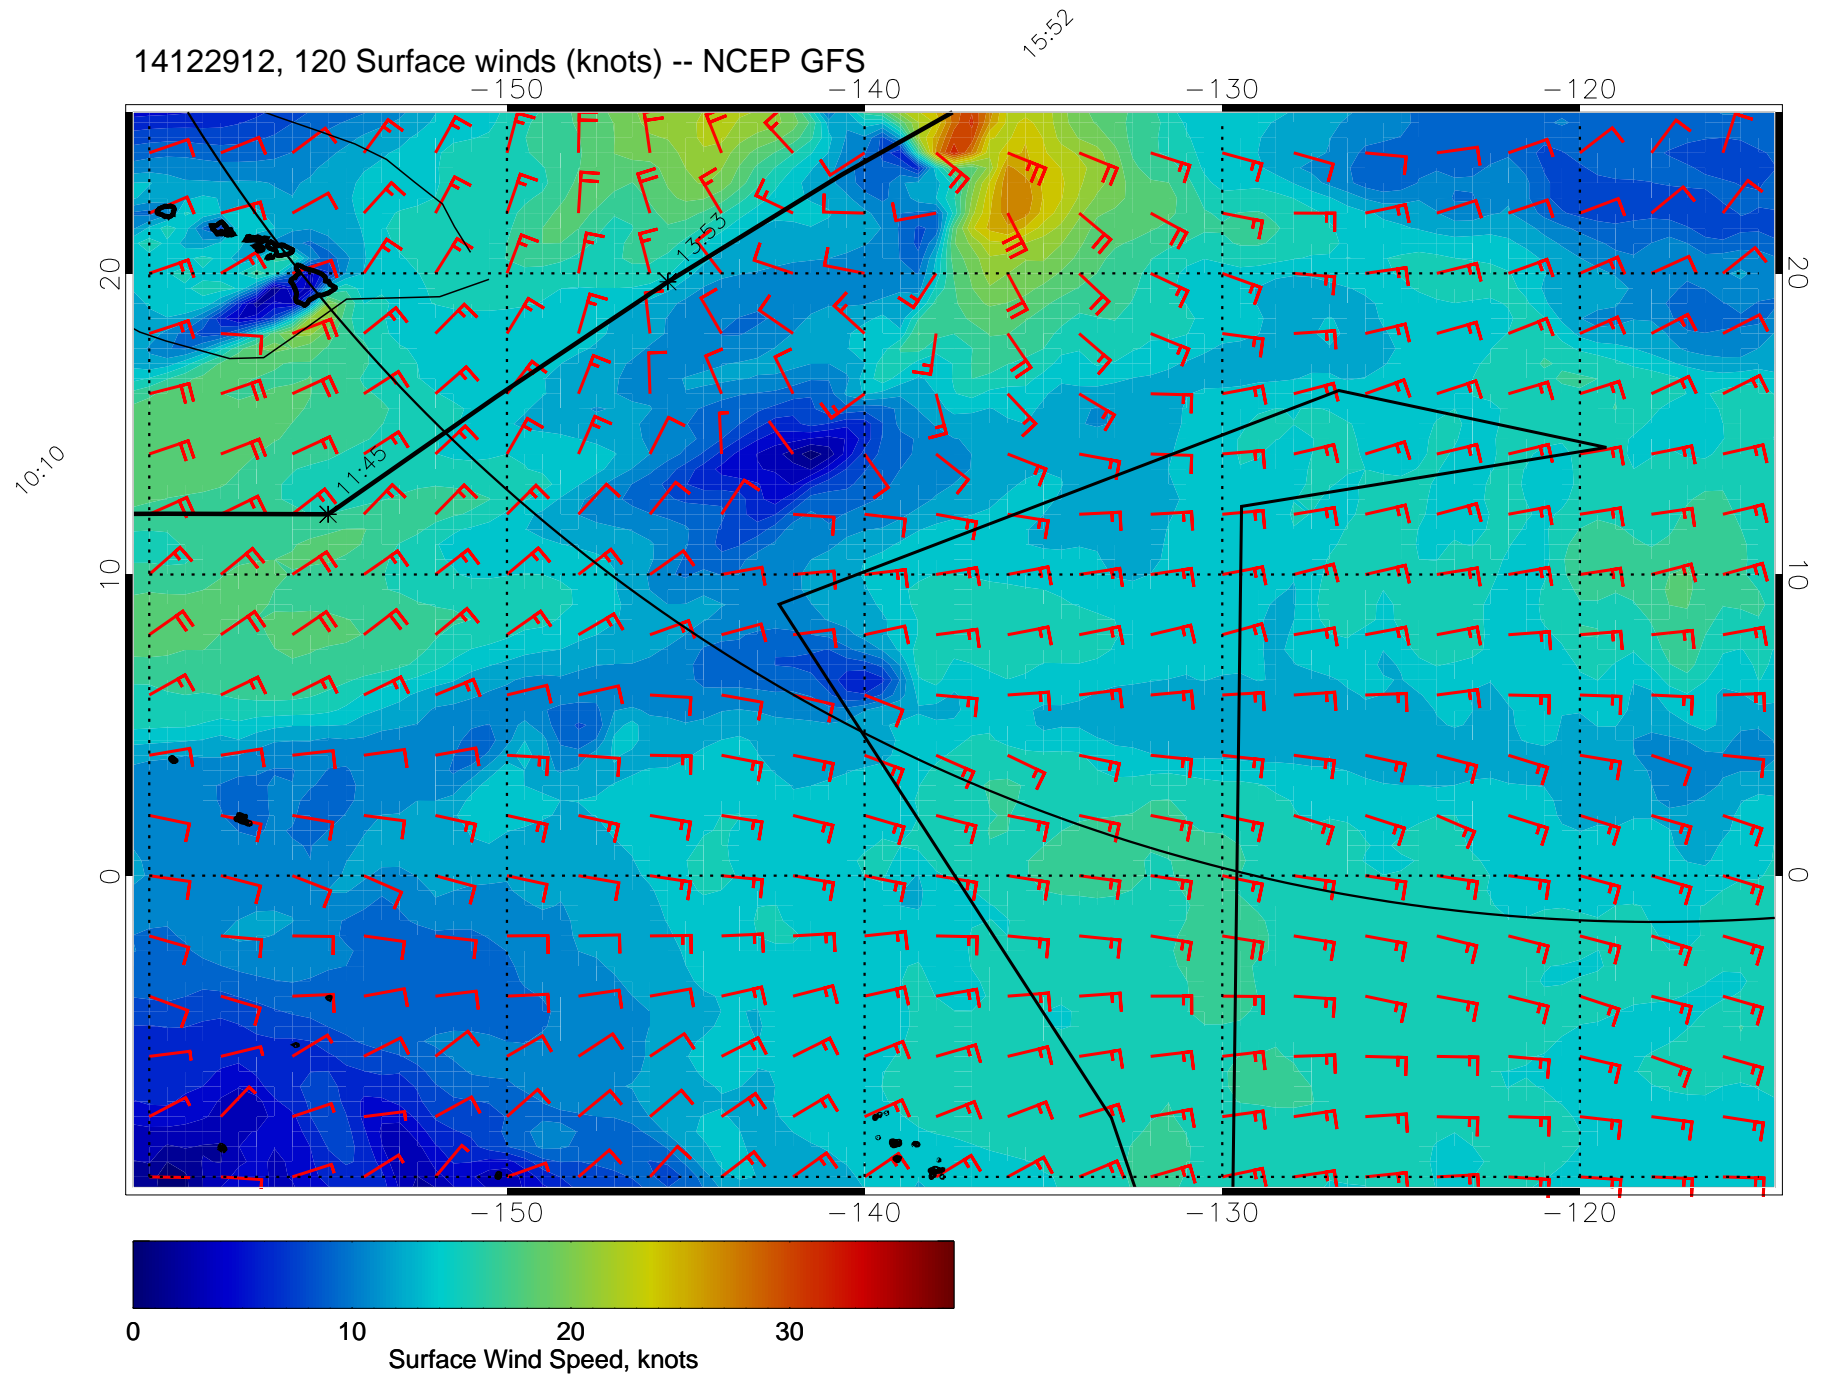 15:52
14122912, 120 Surface winds (knots) -- NCEP GFS
-150 -140 -130 -120
20 20
13:53
10:10
11:45
10 10
0 0
-150 -140 -130 -120
0 10 20 30
Surface Wind Speed, knots